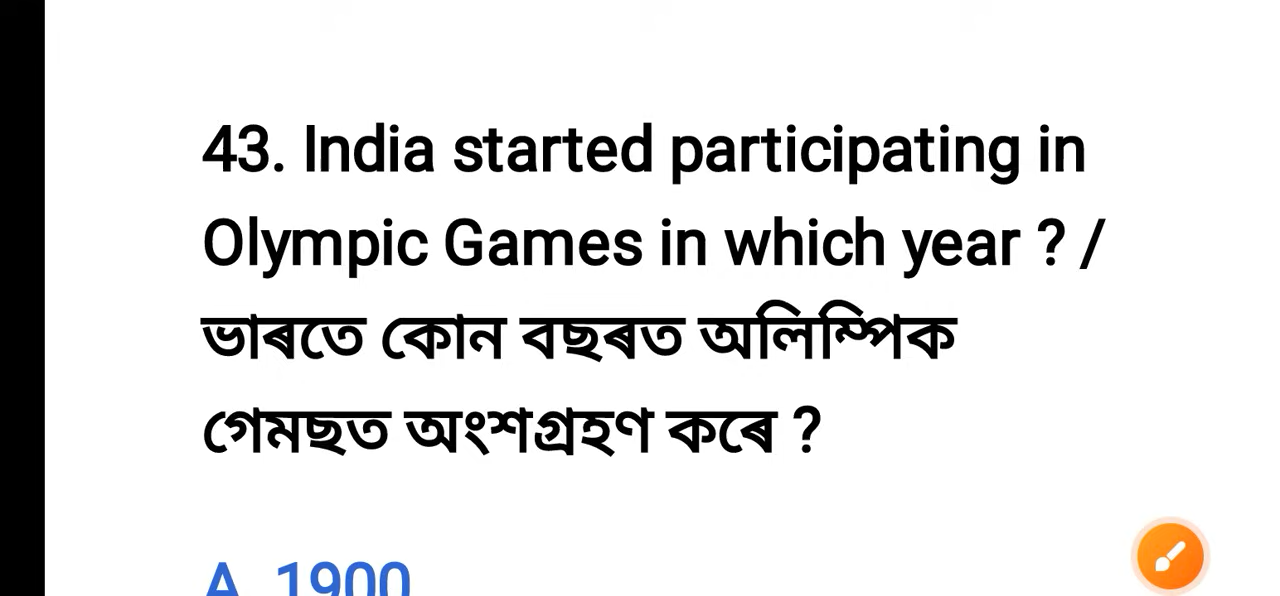 43. India started participating in
Olympic Games in which year ? /
ভাৰতে কোন বছৰত অলিম্পিক
গেমছত অংশগ্ৰহণ কৰে ?
A. 1900